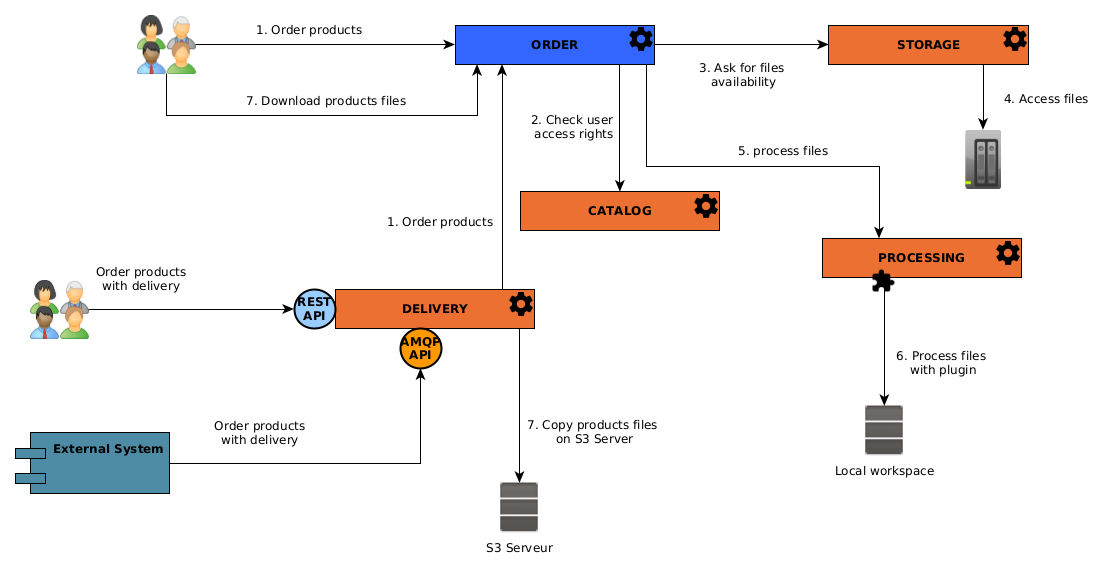 1. Order products
ORDER
STORAGE
3. Ask for files
availability
4. Access files
7. Download products files
2. Check user
access rights
5. process files
CATALOG
1. Order products
PROCESSING
Order products
with delivery
REST
API
DELIVERY
AMQP
API
6. Process files
with plugin
Order products
with delivery
7. Copy products files
on S3 Server
External System
Local workspace
S3 Serveur